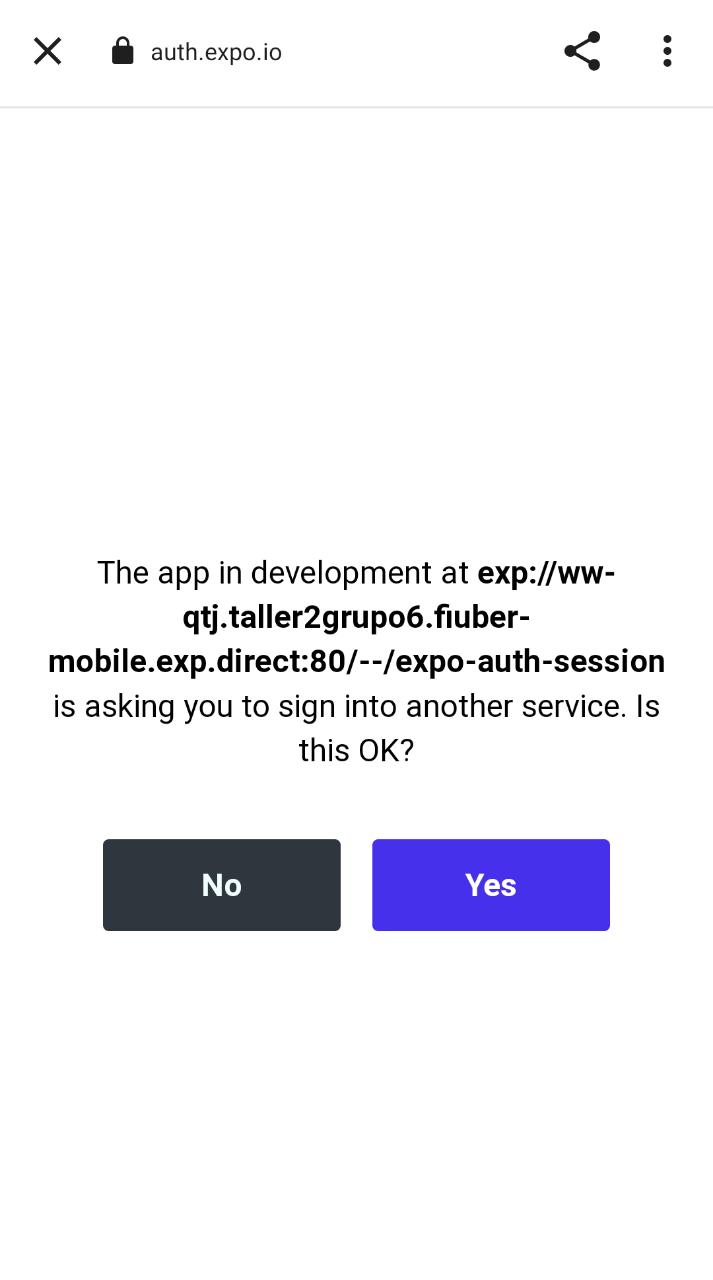 auth.expo.io
The app in development at exp://ww-
qtj.taller2grupo6.fiuber-
mobile.exp.direct:80/--/expo-auth-session
is asking you to sign into another service. Is
this OK?
No
Yes